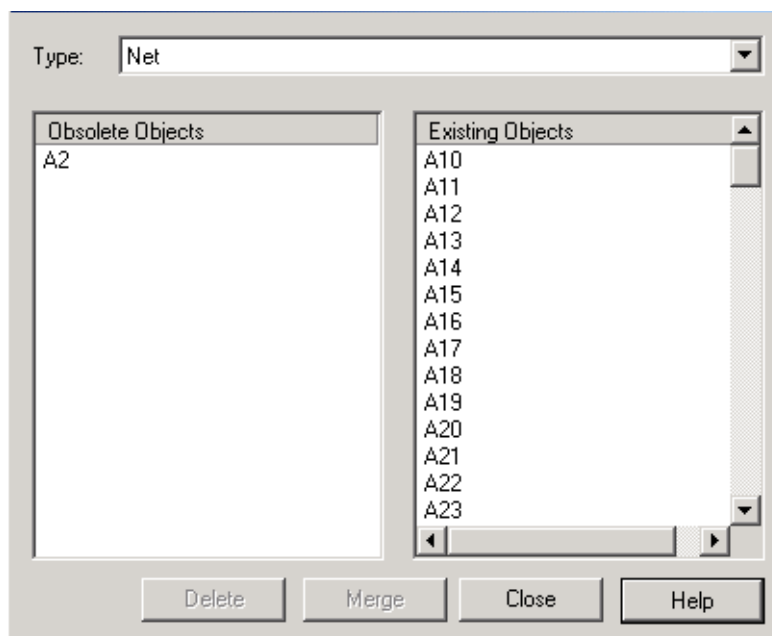 Type: Net
Obsolete Objects
A2
Existing Objects
A10
A11
A12
A13
A14
A15
A16
A17
A18
A19
A20
A21
A22
A23
Delete Merge Close Help